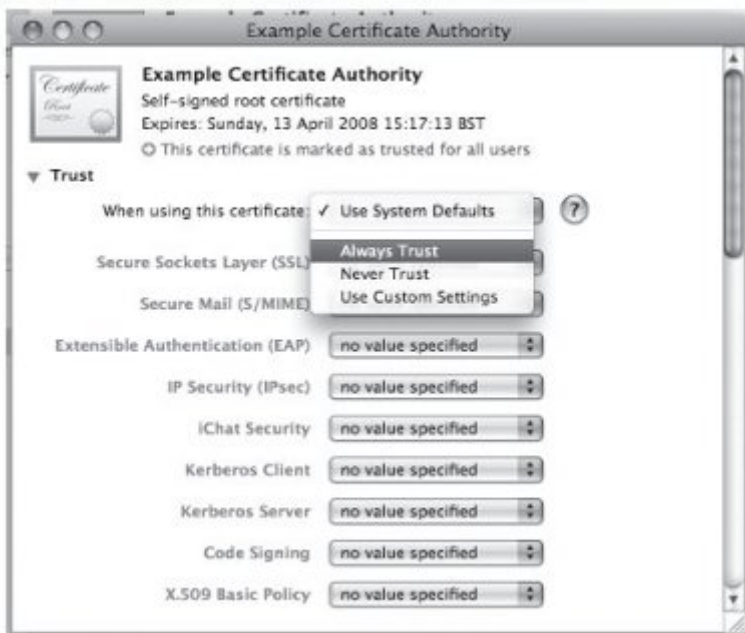 Example Certificate Authority
Certificate
Root
Example Certificate Authority
Self-signed root certificate
Expires: Sunday, 13 April 2008 15:17:13 BST
This certificate is marked as trusted for all users
Trust
When using this certificate: ✓ Use System Defaults ?
Always Trust
Never Trust
Use Custom Settings
Secure Sockets Layer (SSL)
Secure Mail (S/MIME)
Extensible Authentication (EAP) no value specified
IP Security (IPsec) no value specified
iChat Security no value specified
Kerberos Client no value specified
Kerberos Server no value specified
Code Signing no value specified
X.509 Basic Policy no value specified